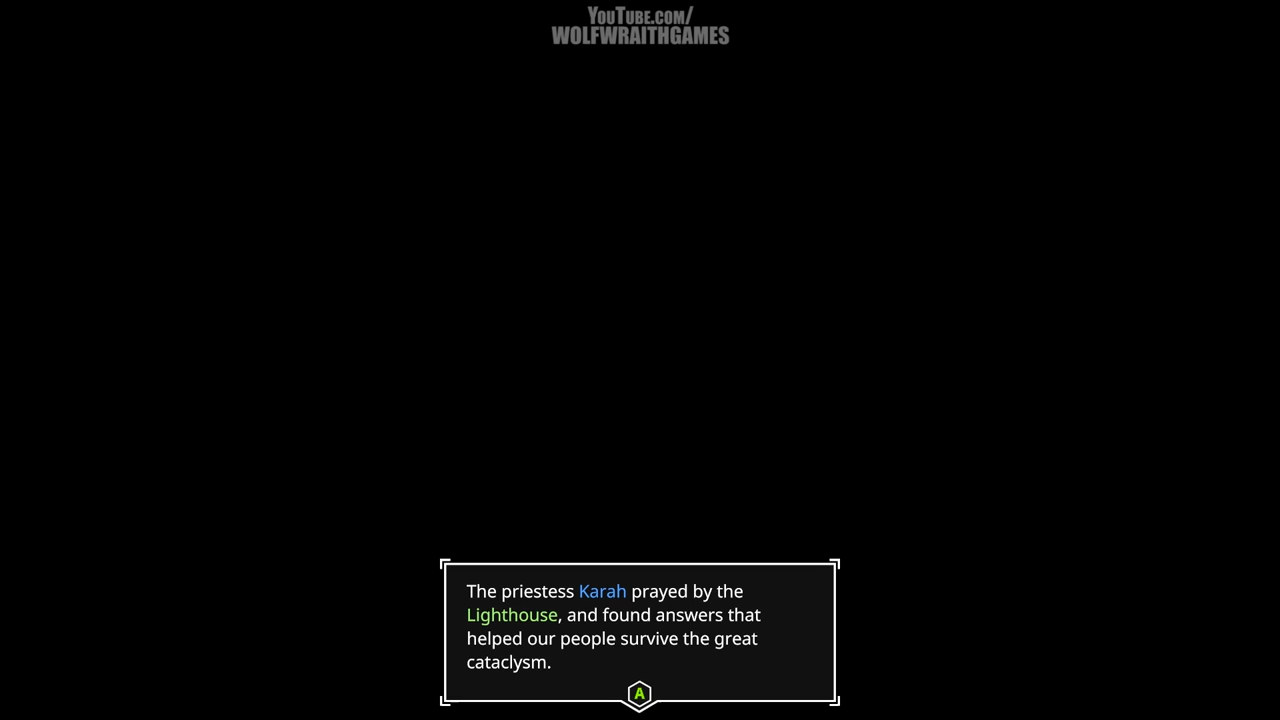 YouTube.com/
WOLFWRAITHGAMES
The priestess Karah prayed by the
Lighthouse, and found answers that
helped our people survive the great
cataclysm.
A